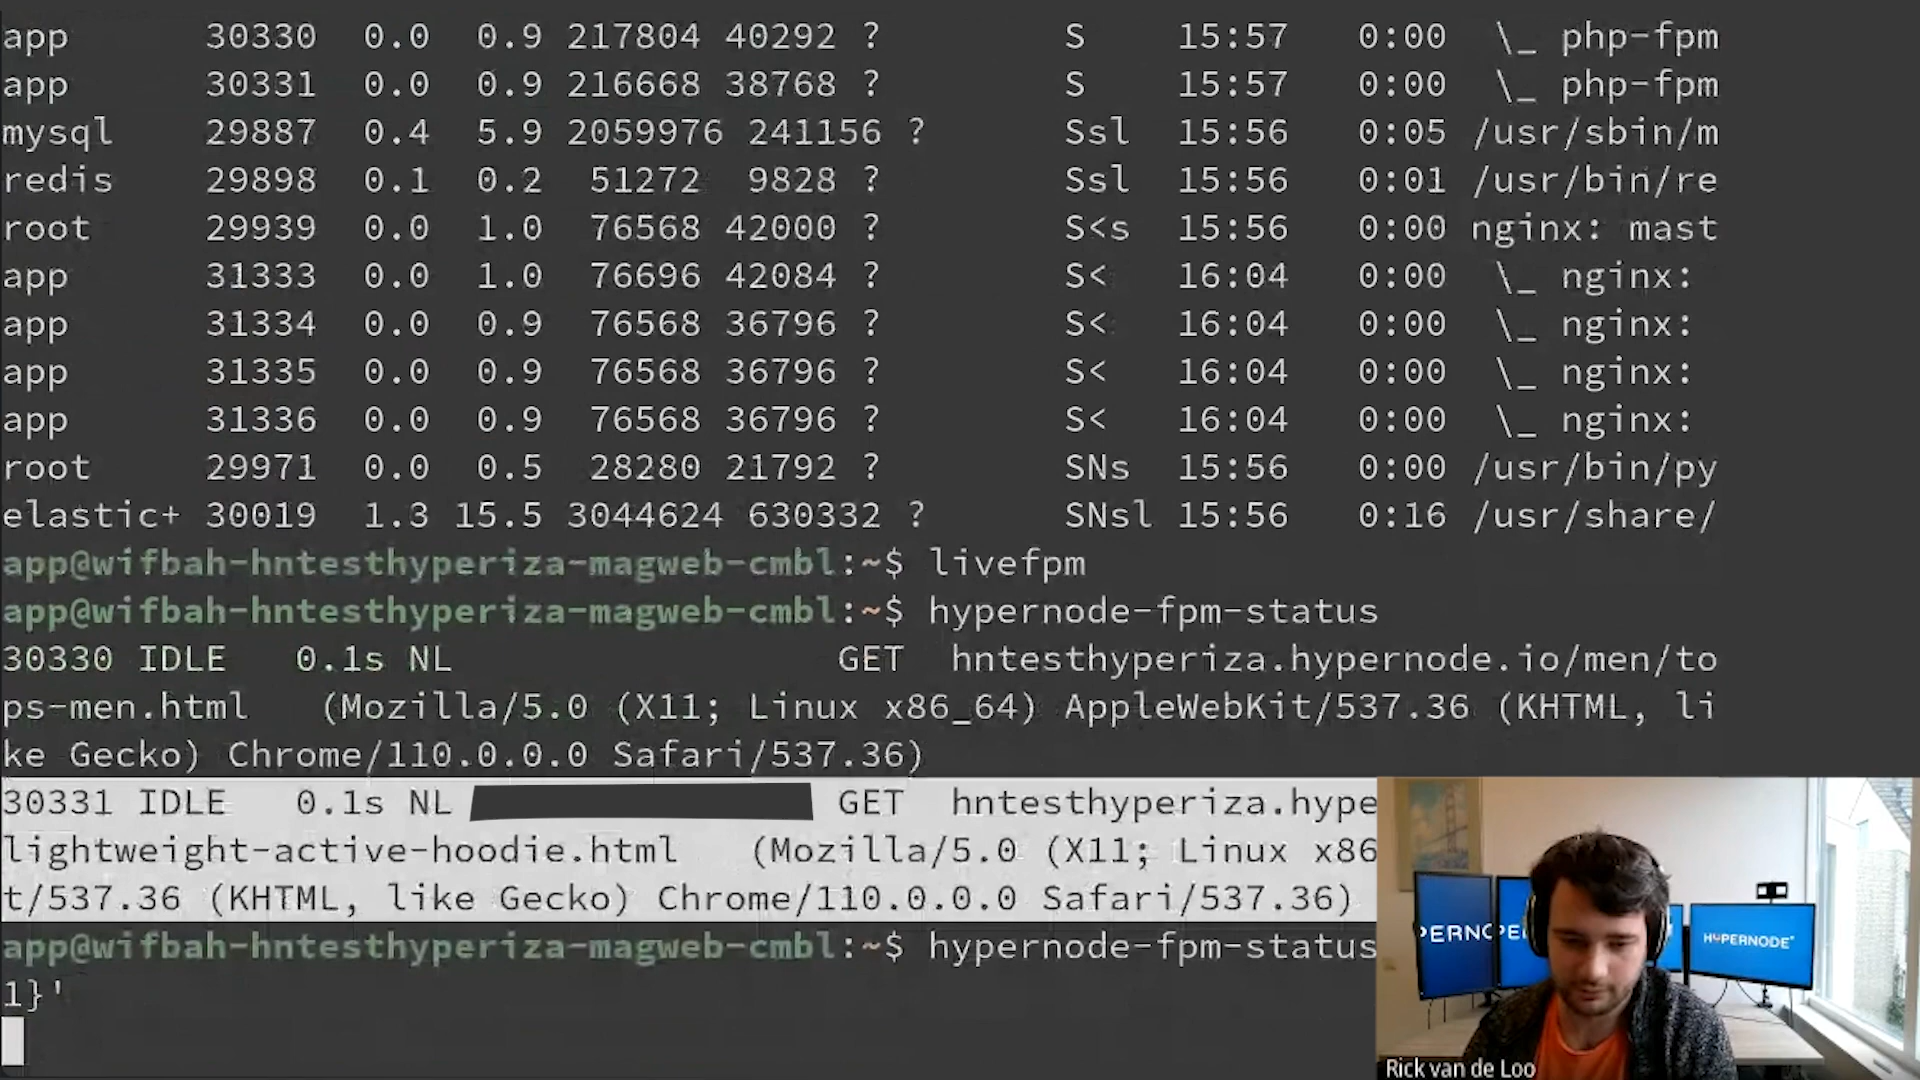 app 30330 0.0 0.9 217804 40292 ? S 15:57 0:00 \_ php-fpm
app 30331 0.0 0.9 216668 38768 ? S 15:57 0:00 \_ php-fpm
mysql 29887 0.4 5.9 2059976 241156 ? Ssl 15:56 0:05 /usr/sbin/m
redis 29898 0.1 0.2 51272 9828 ? Ssl 15:56 0:01 /usr/bin/re
root 29939 0.0 1.0 76568 42000 ? S<s 15:56 0:00 nginx: mast
app 31333 0.0 1.0 76696 42084 ? S< 16:04 0:00 \_ nginx:
app 31334 0.0 0.9 76568 36796 ? S< 16:04 0:00 \_ nginx:
app 31335 0.0 0.9 76568 36796 ? S< 16:04 0:00 \_ nginx:
app 31336 0.0 0.9 76568 36796 ? S< 16:04 0:00 \_ nginx:
root 29971 0.0 0.5 28280 21792 ? SNs 15:56 0:00 /usr/bin/py
elastic+ 30019 1.3 15.5 3044624 630332 ? SNsl 15:56 0:16 /usr/share/
app@wifbah-hntesthyperiza-magweb-cmbl:~$ livefpm
app@wifbah-hntesthyperiza-magweb-cmbl:~$ hypernode-fpm-status
30330 IDLE 0.1s NL GET hntesthyperiza.hypernode.io/men/to
ps-men.html (Mozilla/5.0 (X11; Linux x86_64) AppleWebKit/537.36 (KHTML, li
ke Gecko) Chrome/110.0.0.0 Safari/537.36)
30331 IDLE 0.1s NL GET hntesthyperiza.hype
lightweight-active-hoodie.html (Mozilla/5.0 (X11; Linux x86
t/537.36 (KHTML, like Gecko) Chrome/110.0.0.0 Safari/537.36)
app@wifbah-hntesthyperiza-magweb-cmbl:~$ hypernode-fpm-status
1}'
PERNO
PE
HYPERNODE
Rick van de Loo